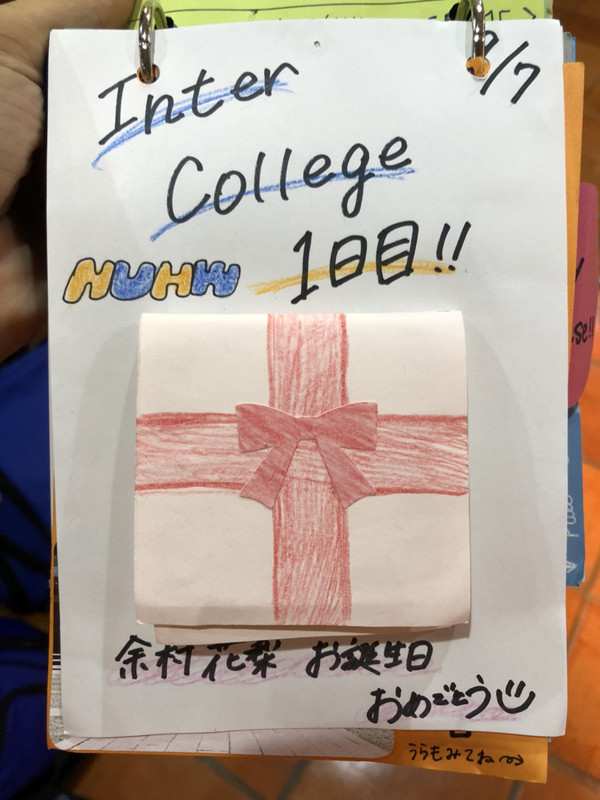 9/7
Inter
College
NUHW 1日目!!
余村花梨 お誕生日
おめでとう
うらもみてね